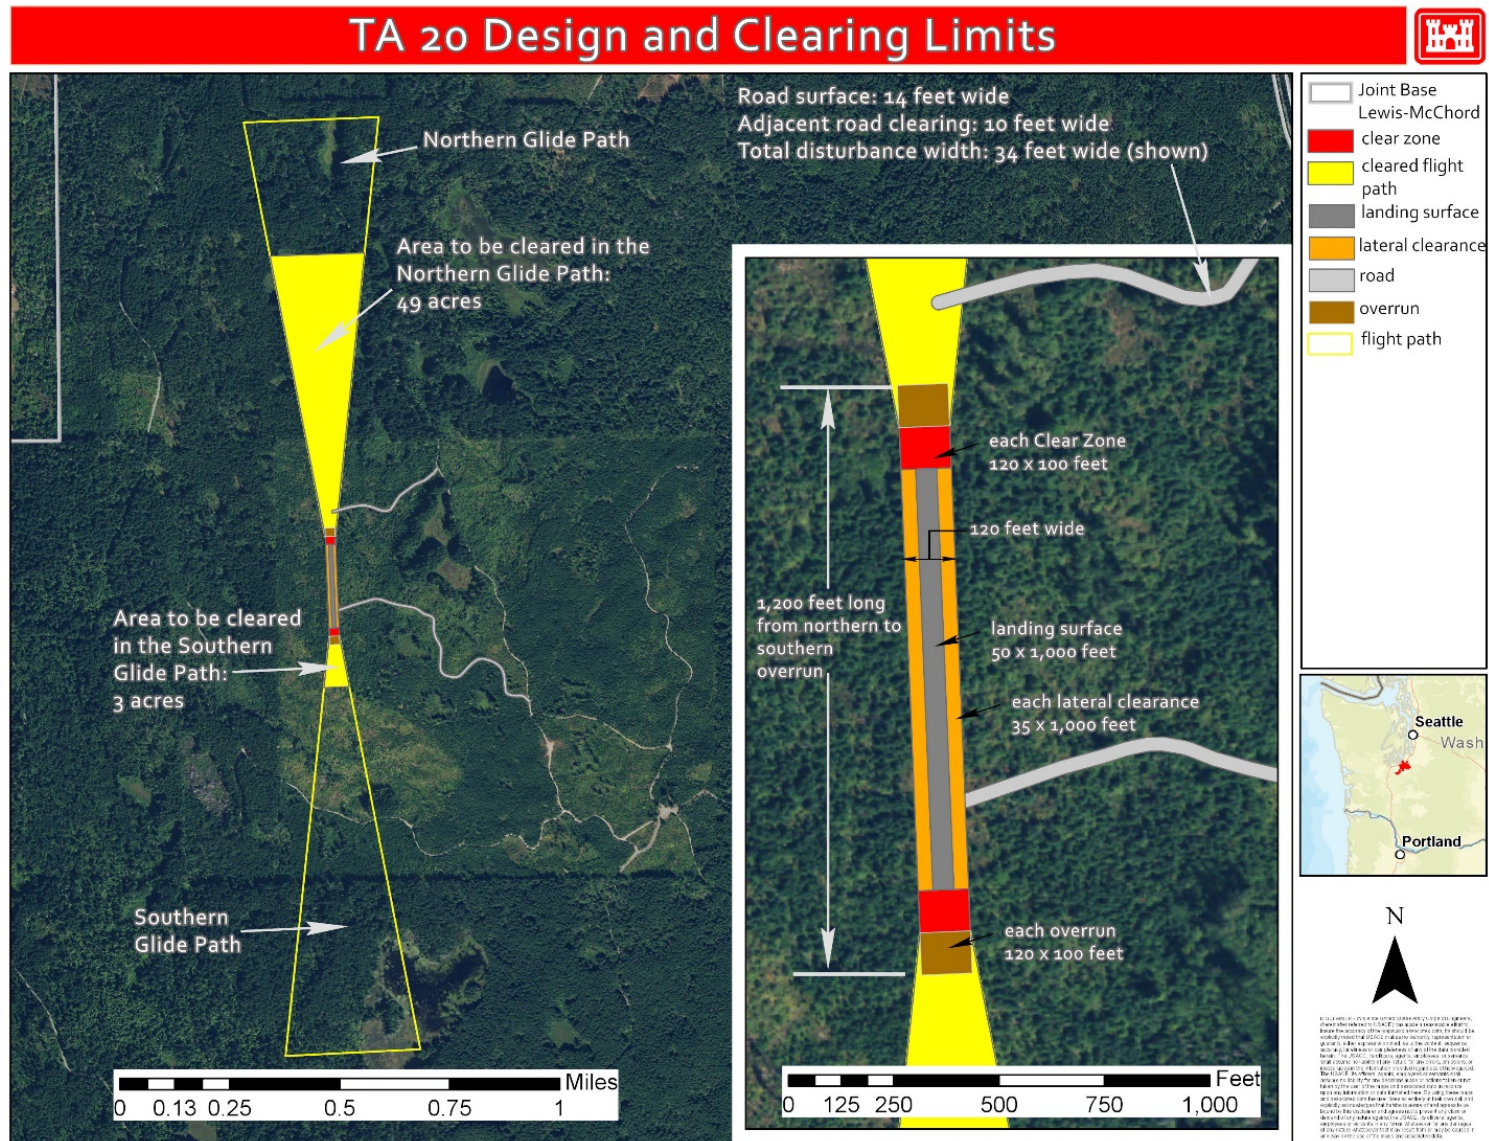 TA 20 Design and Clearing Limits
Northern Glide Path
Area to be cleared in the
Northern Glide Path:
49 acres
Area to be cleared
in the Southern
Glide Path:
3 acres
Southern
Glide Path
Miles
0 0.13 0.25 0.5 0.75 1
Road surface: 14 feet wide
Adjacent road clearing: 10 feet wide
Total disturbance width: 34 feet wide (shown)
each Clear Zone
120 x 100 feet
120 feet wide
1,200 feet long
from northern to
southern
overrun
landing surface
50 x 1,000 feet
each lateral clearance
35 x 1,000 feet
each overrun
120 x 100 feet
Feet
0 125 250 500 750 1,000
Joint Base
Lewis-McChord
clear zone
cleared flight
path
landing surface
lateral clearance
road
overrun
flight path
Seattle
Wash
Portland
N